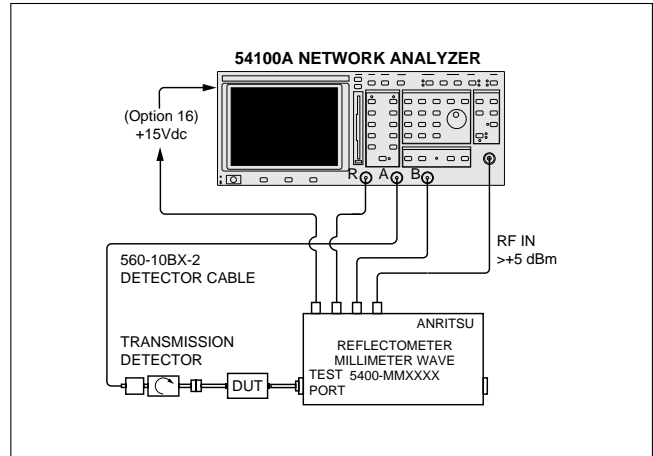 54100A NETWORK ANALYZER
(Option 16)
+15Vdc
R A B
560-10BX-2
DETECTOR CABLE
RF IN
>+5 dBm
TRANSMISSION
DETECTOR
DUT
ANRITSU
REFLECTOMETER
MILLIMETER WAVE
TEST 5400-MMXXXX
PORT